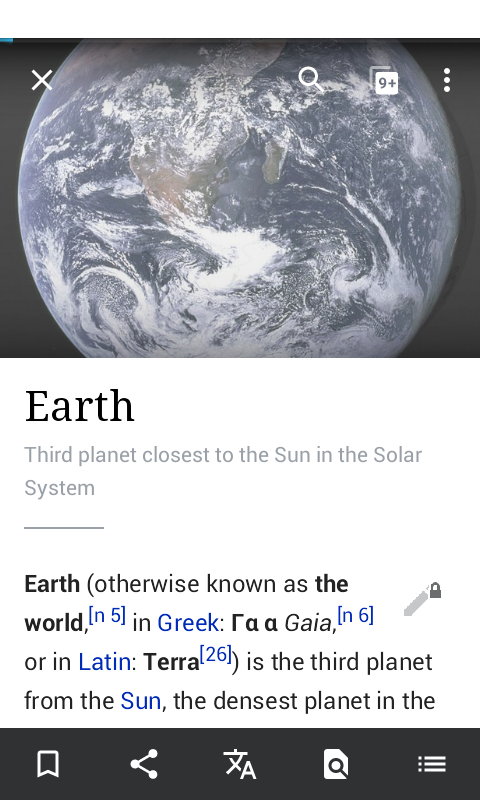 9+
Earth
Third planet closest to the Sun in the Solar
System
Earth (otherwise known as the
world,[n 5] in Greek: Γα α Gaia,[n 6]
or in Latin: Terra[26]) is the third planet
from the Sun, the densest planet in the